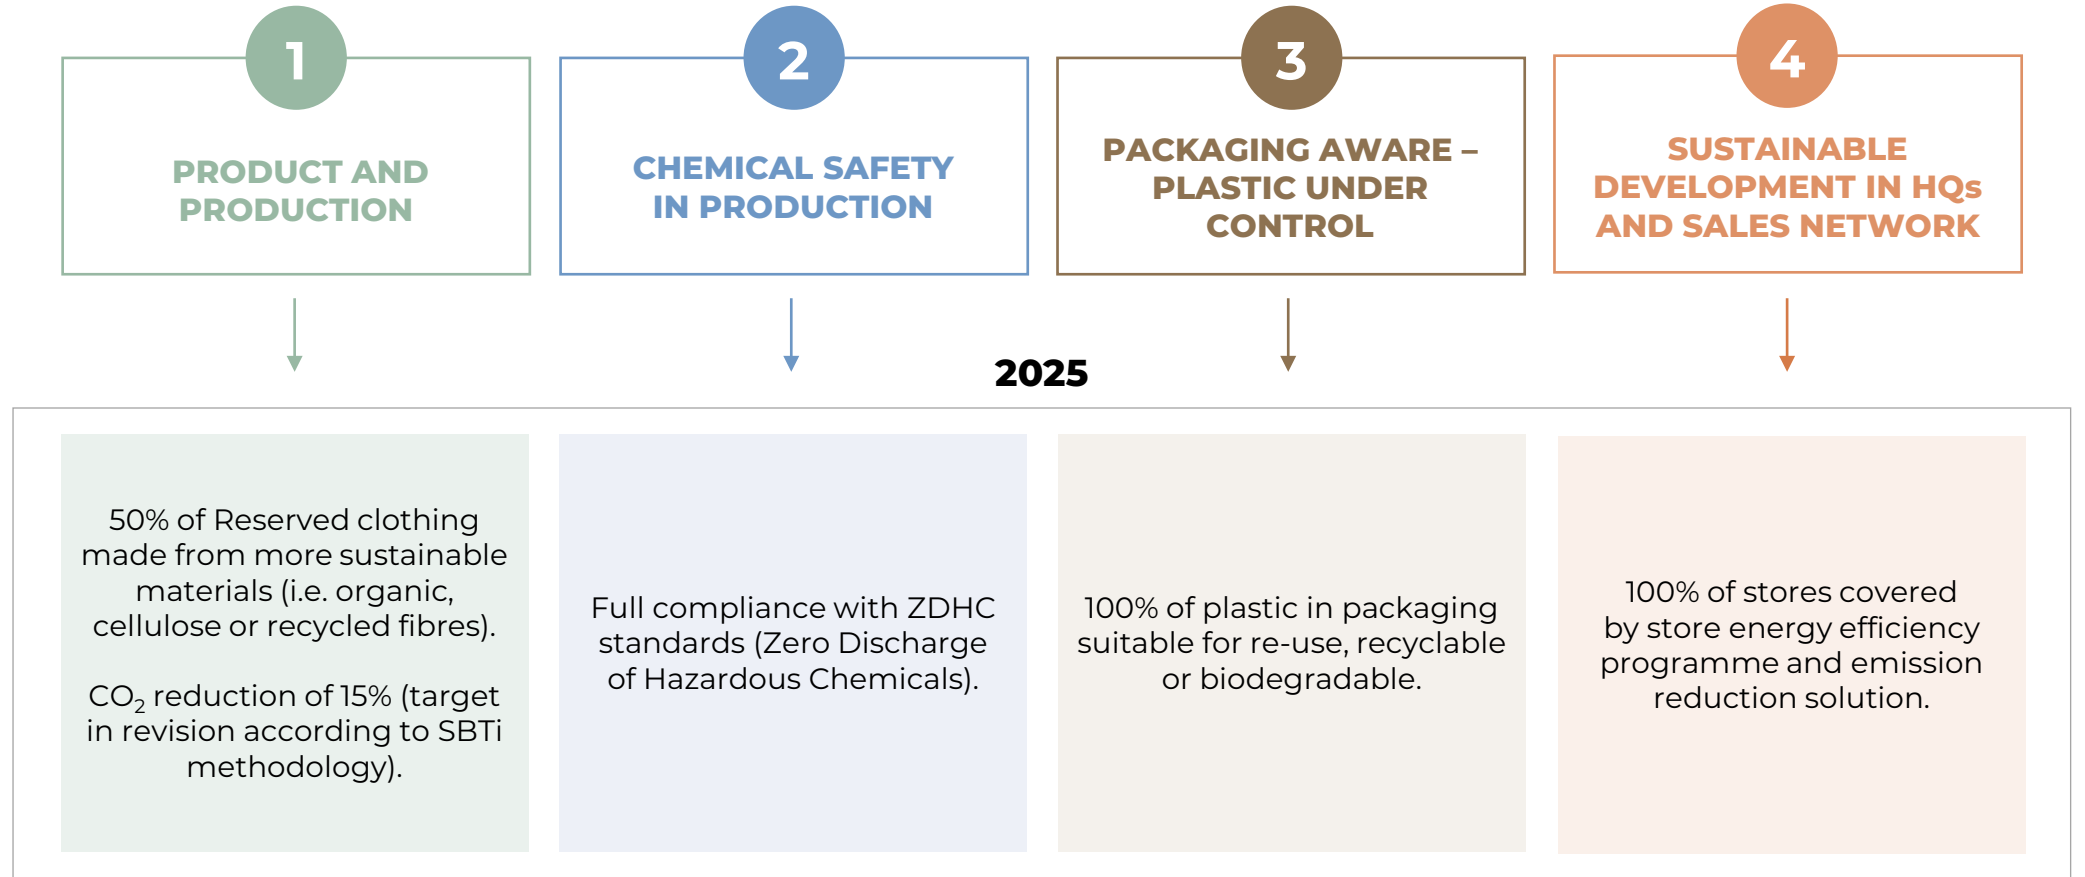 1
PRODUCT AND
PRODUCTION
2
CHEMICAL SAFETY
IN PRODUCTION
3
PACKAGING AWARE –
PLASTIC UNDER
CONTROL
4
SUSTAINABLE
DEVELOPMENT IN HQs
AND SALES NETWORK
2025
50% of Reserved clothing
made from more sustainable
materials (i.e. organic,
cellulose or recycled fibres).
CO₂ reduction of 15% (target
in revision according to SBTi
methodology).
Full compliance with ZDHC
standards (Zero Discharge
of Hazardous Chemicals).
100% of plastic in packaging
suitable for re-use, recyclable
or biodegradable.
100% of stores covered
by store energy efficiency
programme and emission
reduction solution.